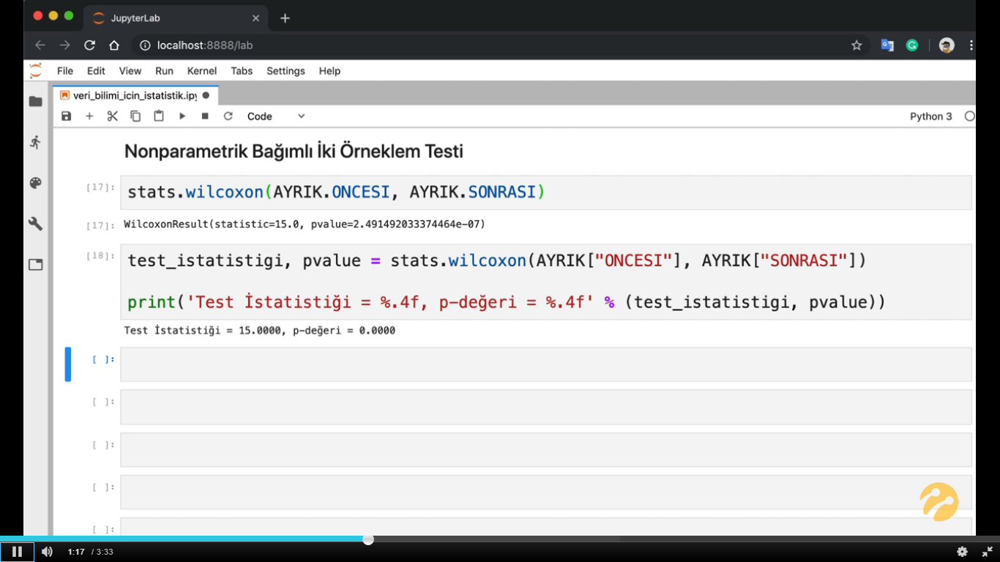 JupyterLab
localhost:8888/lab
File Edit View Run Kernel Tabs Settings Help
veri_bilimi_icin_istatistik.ipy
Code Python 3
Nonparametrik Bağımlı İki Örneklem Testi
[17]: stats.wilcoxon(AYRIK.ONCESI, AYRIK.SONRASI)
[17]: WilcoxonResult(statistic=15.0, pvalue=2.491492033374464e-07)
[18]: test_istatistigi, pvalue = stats.wilcoxon(AYRIK["ONCESI"], AYRIK["SONRASI"])
print('Test İstatistiği = %.4f, p-değeri = %.4f' % (test_istatistigi, pvalue))
Test İstatistiği = 15.0000, p-değeri = 0.0000
[ ]:
[ ]:
[ ]:
[ ]:
[ ]:
1:17 / 3:33